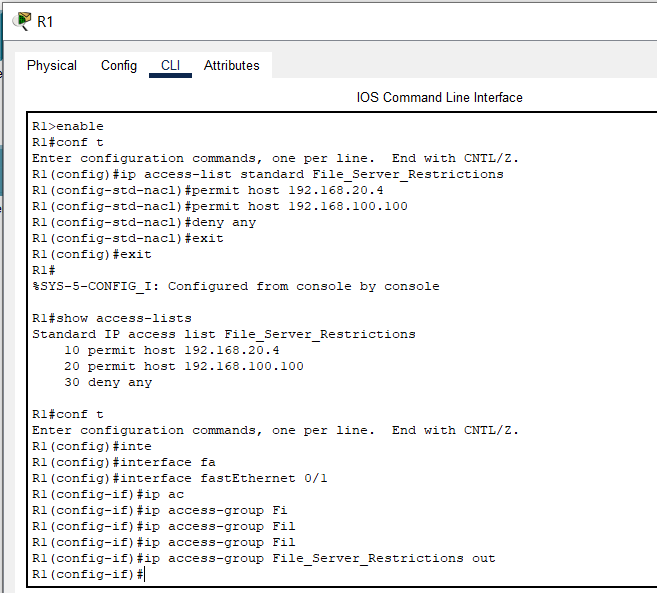 R1
Physical Config CLI Attributes
IOS Command Line Interface
R1>enable
R1#conf t
Enter configuration commands, one per line.  End with CNTL/Z.
R1(config)#ip access-list standard File_Server_Restrictions
R1(config-std-nacl)#permit host 192.168.20.4
R1(config-std-nacl)#permit host 192.168.100.100
R1(config-std-nacl)#deny any
R1(config-std-nacl)#exit
R1(config)#exit
R1#
%SYS-5-CONFIG_I: Configured from console by console
R1#show access-lists
Standard IP access list File_Server_Restrictions
    10 permit host 192.168.20.4
    20 permit host 192.168.100.100
    30 deny any
R1#conf t
Enter configuration commands, one per line.  End with CNTL/Z.
R1(config)#inte
R1(config)#interface fa
R1(config)#interface fastEthernet 0/1
R1(config-if)#ip ac
R1(config-if)#ip access-group Fi
R1(config-if)#ip access-group Fil
R1(config-if)#ip access-group Fil
R1(config-if)#ip access-group File_Server_Restrictions out
R1(config-if)#